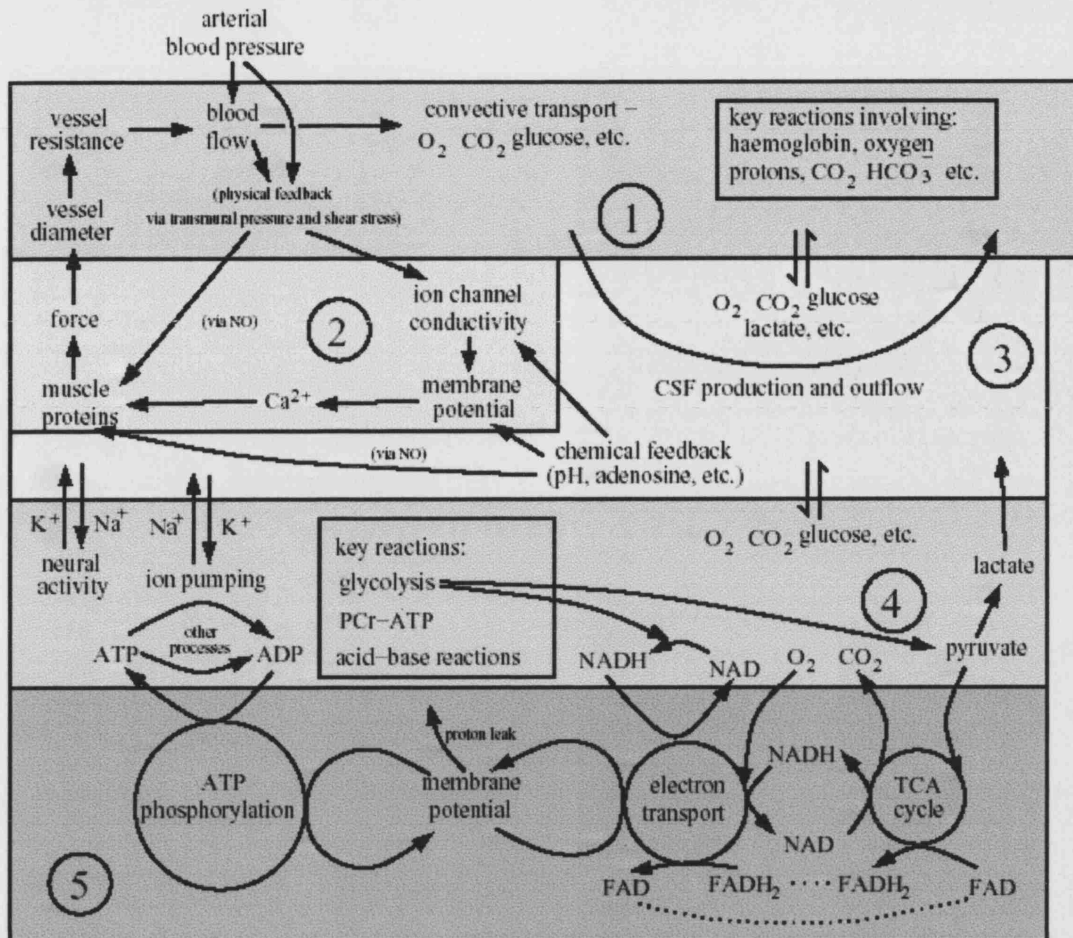 arterial
blood pressure
vessel
resistance
blood
flow
convective transport –
O2 CO2 glucose, etc.
key reactions involving:
haemoglobin, oxygen
protons, CO2 HCO3− etc.
(physical feedback
via transmural pressure and shear stress)
vessel
diameter
1
force
(via NO)
2
ion channel
conductivity
O2 CO2 glucose
lactate, etc.
3
muscle
proteins
Ca2+
membrane
potential
CSF production and outflow
(via NO)
chemical feedback
(pH, adenosine, etc.)
K+
Na+
Na+
K+
O2 CO2 glucose, etc.
neural
activity
ion pumping
key reactions:
glycolysis
PCr–ATP
acid–base reactions
4
lactate
ATP
other
processes
ADP
NADH
NAD
O2
CO2
pyruvate
proton leak
ATP
phosphorylation
membrane
potential
electron
transport
NADH
NAD
TCA
cycle
5
FAD
FADH2
FADH2
FAD